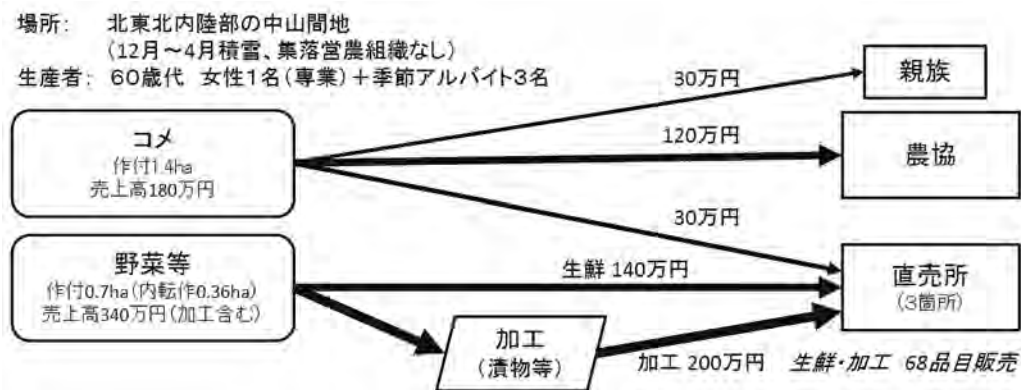 場所：　北東北内陸部の中山間地
（12月～4月積雪、集落営農組織なし）
生産者：　60歳代　女性1名（専業）＋季節アルバイト3名
コメ
作付1.4ha
売上高180万円
30万円
親族
120万円
農協
30万円
野菜等
作付0.7ha（内転作0.36ha）
売上高340万円（加工含む）
生鮮 140万円
直売所
（3箇所）
加工
（漬物等）
加工 200万円　生鮮・加工　68品目販売